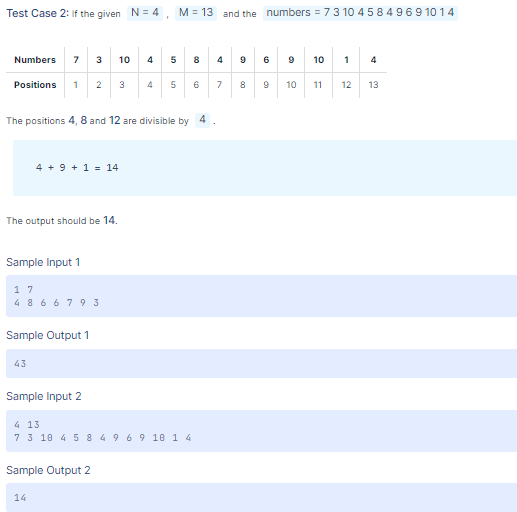 Test Case 2: If the given N = 4 , M = 13 and the numbers = 7 3 10 4 5 8 4 9 6 9 10 1 4
Numbers 7 3 10 4 5 8 4 9 6 9 10 1 4
Positions 1 2 3 4 5 6 7 8 9 10 11 12 13
The positions 4, 8 and 12 are divisible by 4 .
4 + 9 + 1 = 14
The output should be 14.
Sample Input 1
1 7
4 8 6 6 7 9 3
Sample Output 1
43
Sample Input 2
4 13
7 3 10 4 5 8 4 9 6 9 10 1 4
Sample Output 2
14